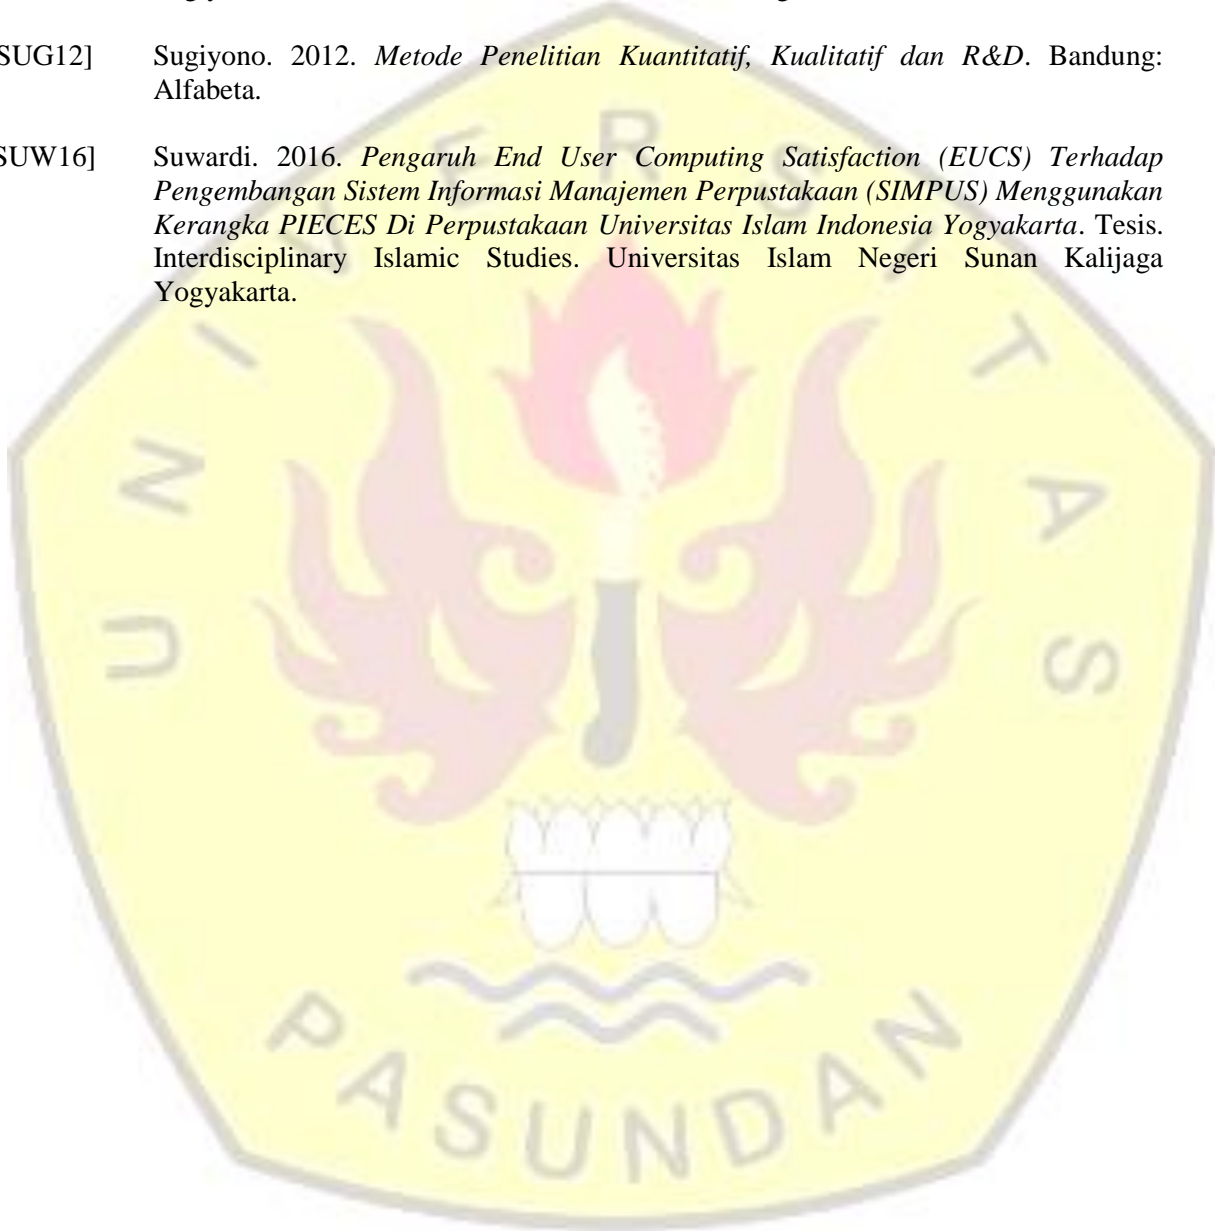 SUG12] Sugiyono. 2012. Metode Penelitian Kuantitatif, Kualitatif dan R&D. Bandung:
Alfabeta.
SUW16] Suwardi. 2016. Pengaruh End User Computing Satisfaction (EUCS) Terhadap
Pengembangan Sistem Informasi Manajemen Perpustakaan (SIMPUS) Menggunakan
Kerangka PIECES Di Perpustakaan Universitas Islam Indonesia Yogyakarta. Tesis.
Interdisciplinary Islamic Studies. Universitas Islam Negeri Sunan Kalijaga
Yogyakarta.
UNIVERSITAS
PASUNDAN